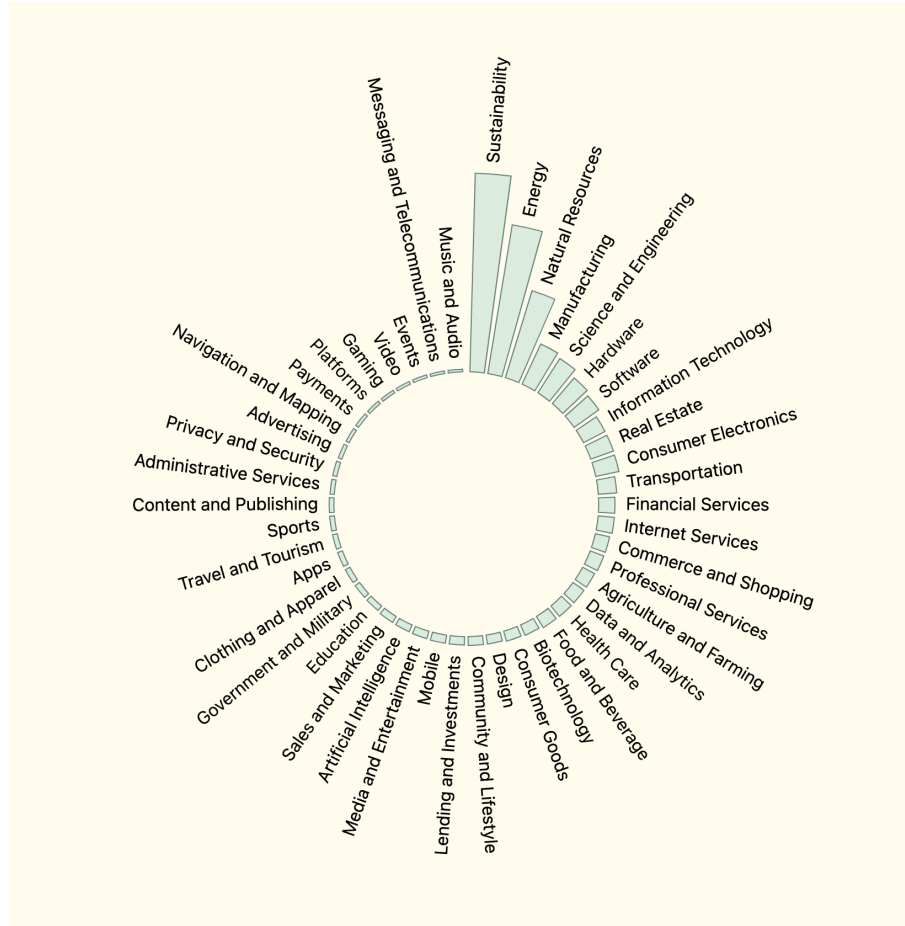 Sustainability
Energy
Natural Resources
Manufacturing
Science and Engineering
Hardware
Software
Information Technology
Real Estate
Consumer Electronics
Transportation
Financial Services
Internet Services
Commerce and Shopping
Professional Services
Agriculture and Farming
Data and Analytics
Health Care
Food and Beverage
Biotechnology
Consumer Goods
Design
Community and Lifestyle
Lending and Investments
Mobile
Media and Entertainment
Artificial Intelligence
Sales and Marketing
Education
Government and Military
Clothing and Apparel
Apps
Travel and Tourism
Sports
Content and Publishing
Administrative Services
Privacy and Security
Advertising
Navigation and Mapping
Payments
Platforms
Gaming
Video
Events
Messaging and Telecommunications
Music and Audio